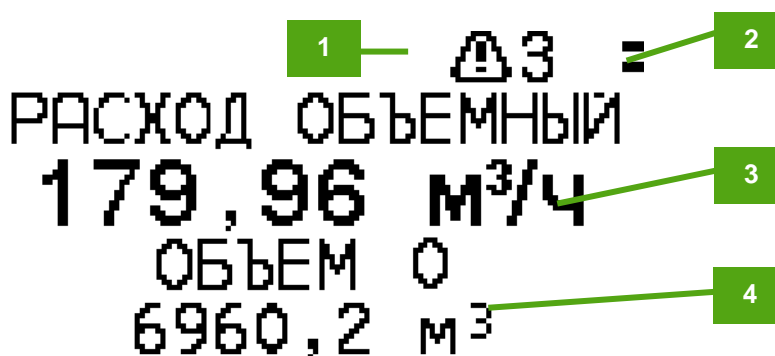 1 ⚠3 = 2
РАСХОД ОБЪЕМНЫЙ
179,96 м³/ч 3
ОБЪЕМ 0
6960,2 м³ 4